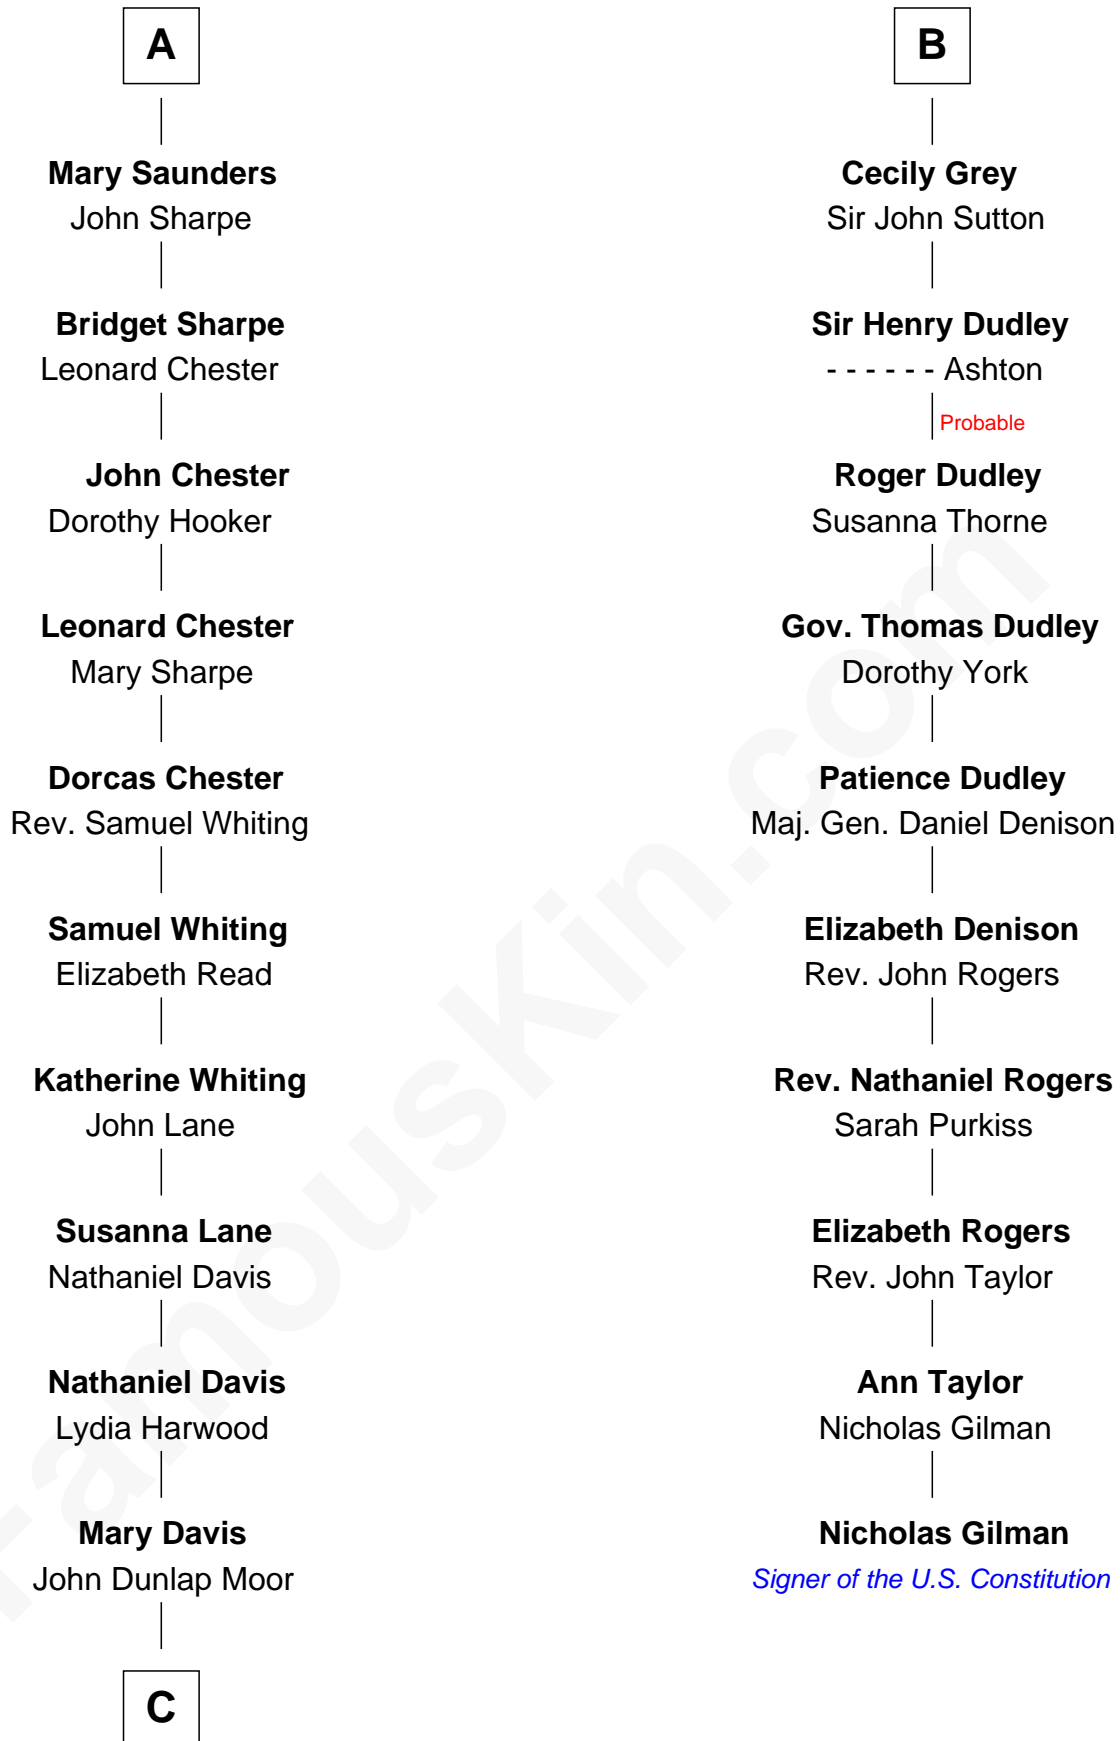 A
Mary Saunders
John Sharpe
Bridget Sharpe
Leonard Chester
John Chester
Dorothy Hooker
Leonard Chester
Mary Sharpe
Dorcas Chester
Rev. Samuel Whiting
Samuel Whiting
Elizabeth Read
Katherine Whiting
John Lane
Susanna Lane
Nathaniel Davis
Nathaniel Davis
Lydia Harwood
Mary Davis
John Dunlap Moor
C
B
Cecily Grey
Sir John Sutton
Sir Henry Dudley
- - - - - - Ashton
Probable
Roger Dudley
Susanna Thorne
Gov. Thomas Dudley
Dorothy York
Patience Dudley
Maj. Gen. Daniel Denison
Elizabeth Denison
Rev. John Rogers
Rev. Nathaniel Rogers
Sarah Purkiss
Elizabeth Rogers
Rev. John Taylor
Ann Taylor
Nicholas Gilman
Nicholas Gilman
Signer of the U.S. Constitution
FamousKin.com